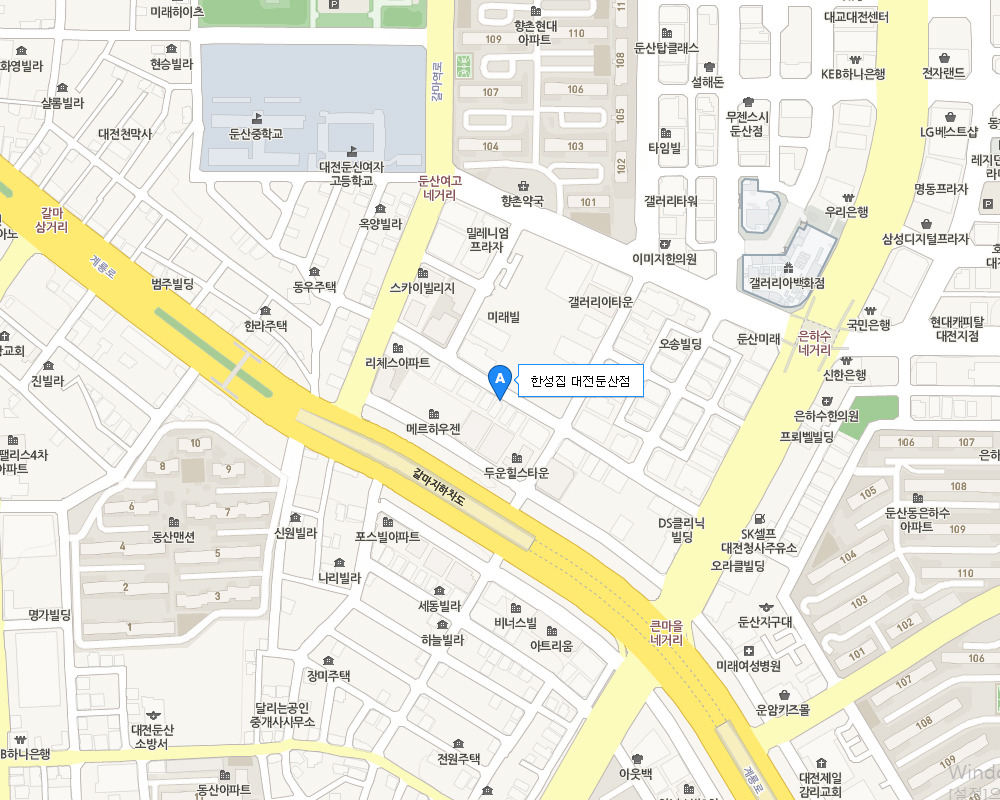 미래하이츠
P
향촌현대
아파트
110
109
111
108
대교대전센터
둔산탑클래스
화영빌라
현승빌라
갈마역로
설해돈
KEB하나은행
전자랜드
107
106
105
샬롬빌라
대전천막사
둔산중학교
무젠스시
둔산점
LG베스트샵
타임빌
104
103
102
대전둔산여자
고등학교
둔산여고
네거리
향촌약국
101
갤러리타워
명동프라자
P
갈마
삼거리
옥양빌라
밀레니엄
프라자
우리은행
삼성디지털프라자
이미지한의원
계룡로
범주빌딩
동우주택
스카이빌리지
갤러리아백화점
갤러리아타운
한라주택
미래빌
오송빌딩
둔산미래
은하수
네거리
국민은행
현대캐피탈
대전지점
리체스아파트
진빌라
A
한성집 대전둔산점
신한은행
은하수한의원
프뢰벨빌딩
메르하우젠
팰리스4차
아파트
10
8
9
두운힐스타운
갈마지하차도
106
107
105
108
둔산동은하수
아파트
109
6
7
동산맨션
신원빌라
포스빌아파트
DS클리닉
빌딩
SK셀프
대전청사주유소
오라클빌딩
104
4
5
나리빌라
110
2
3
103
명가빌딩
세동빌라
비너스빌
둔산지구대
102
1
하늘빌라
아트리움
큰마을
네거리
101
106
미래여성병원
장미주택
107
운암키즈몰
108
달리는공인
중개사사무소
대전둔산
소방서
KEB하나은행
전원주택
109
아웃백
계룡로
대전제일
감리교회
동산아파트